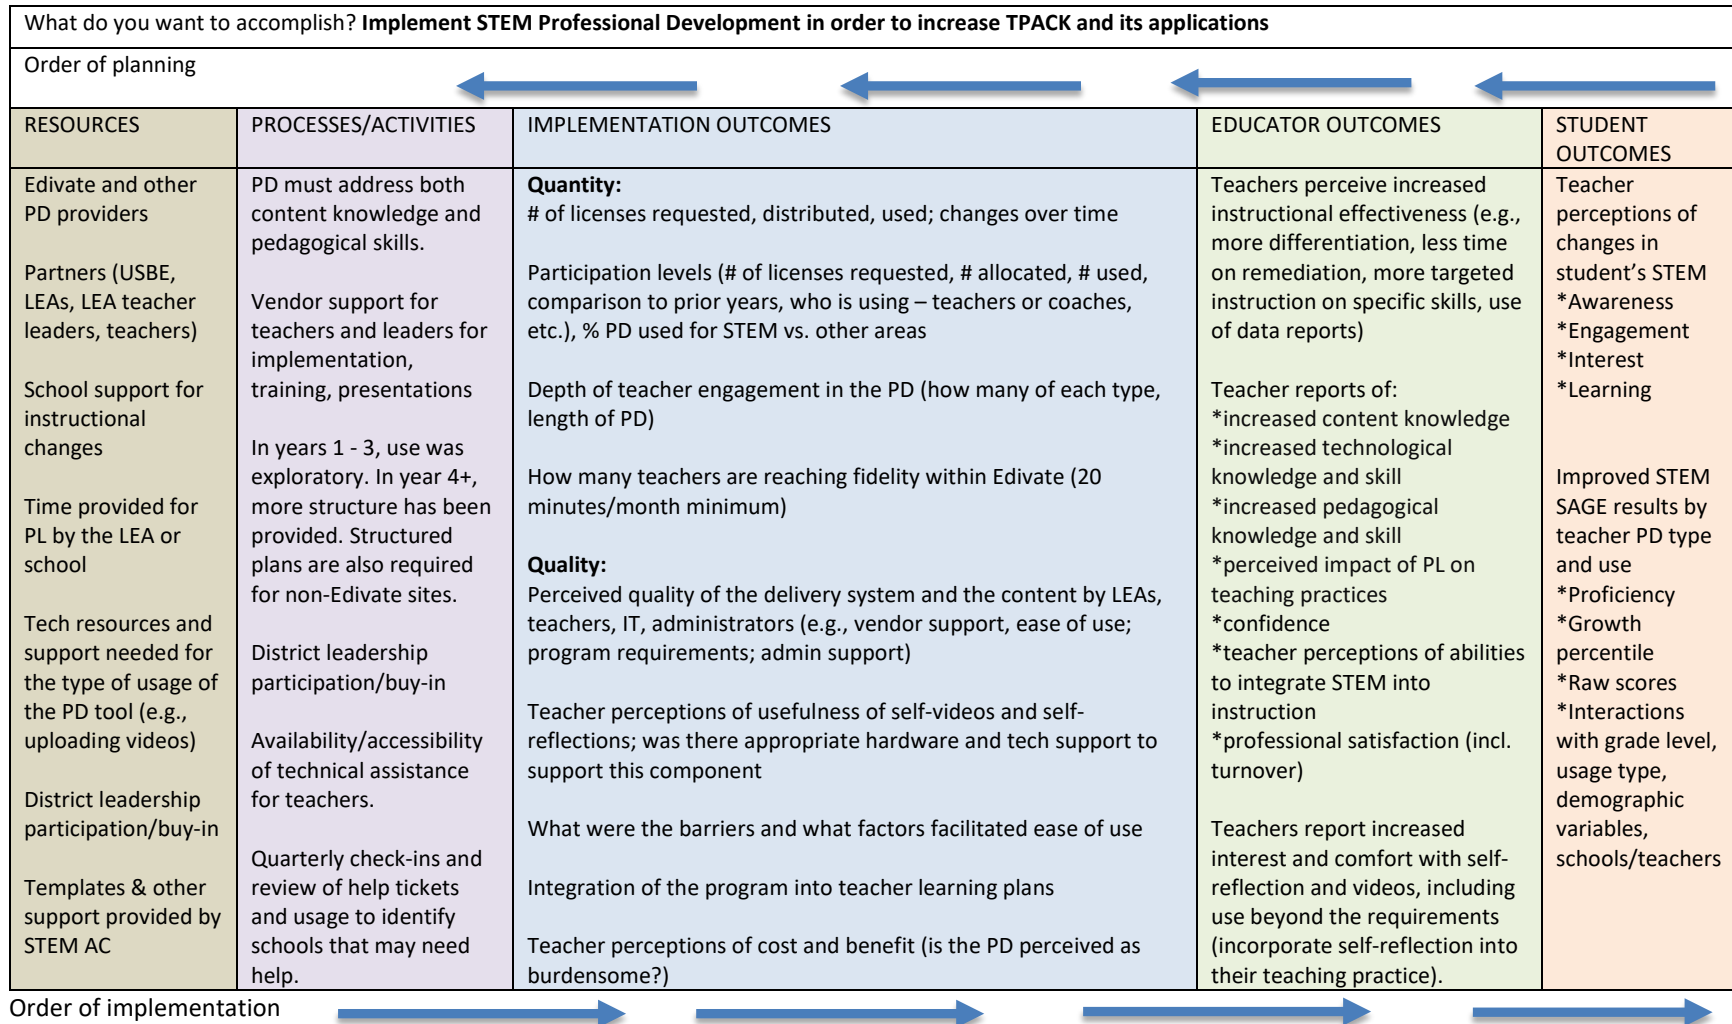 What do you want to accomplish? Implement STEM Professional Development in order to increase TPACK and its applications
Order of planning
RESOURCES
PROCESSES/ACTIVITIES
IMPLEMENTATION OUTCOMES
EDUCATOR OUTCOMES
STUDENT
OUTCOMES
Edivate and other
PD providers
Partners (USBE,
LEAs, LEA teacher
leaders, teachers)
School support for
instructional
changes
Time provided for
PL by the LEA or
school
Tech resources and
support needed for
the type of usage of
the PD tool (e.g.,
uploading videos)
District leadership
participation/buy-in
Templates & other
support provided by
STEM AC
PD must address both
content knowledge and
pedagogical skills.
Vendor support for
teachers and leaders for
implementation,
training, presentations
In years 1 - 3, use was
exploratory. In year 4+,
more structure has been
provided. Structured
plans are also required
for non-Edivate sites.
District leadership
participation/buy-in
Availability/accessibility
of technical assistance
for teachers.
Quarterly check-ins and
review of help tickets
and usage to identify
schools that may need
help.
Quantity:
# of licenses requested, distributed, used; changes over time
Participation levels (# of licenses requested, # allocated, # used,
comparison to prior years, who is using – teachers or coaches,
etc.), % PD used for STEM vs. other areas
Depth of teacher engagement in the PD (how many of each type,
length of PD)
How many teachers are reaching fidelity within Edivate (20
minutes/month minimum)
Quality:
Perceived quality of the delivery system and the content by LEAs,
teachers, IT, administrators (e.g., vendor support, ease of use;
program requirements; admin support)
Teacher perceptions of usefulness of self-videos and self-
reflections; was there appropriate hardware and tech support to
support this component
What were the barriers and what factors facilitated ease of use
Integration of the program into teacher learning plans
Teacher perceptions of cost and benefit (is the PD perceived as
burdensome?)
Teachers perceive increased
instructional effectiveness (e.g.,
more differentiation, less time
on remediation, more targeted
instruction on specific skills, use
of data reports)
Teacher reports of:
*increased content knowledge
*increased technological
knowledge and skill
*increased pedagogical
knowledge and skill
*perceived impact of PL on
teaching practices
*confidence
*teacher perceptions of abilities
to integrate STEM into
instruction
*professional satisfaction (incl.
turnover)
Teachers report increased
interest and comfort with self-
reflection and videos, including
use beyond the requirements
(incorporate self-reflection into
their teaching practice).
Teacher
perceptions of
changes in
student’s STEM
*Awareness
*Engagement
*Interest
*Learning
Improved STEM
SAGE results by
teacher PD type
and use
*Proficiency
*Growth
percentile
*Raw scores
*Interactions
with grade level,
usage type,
demographic
variables,
schools/teachers
Order of implementation